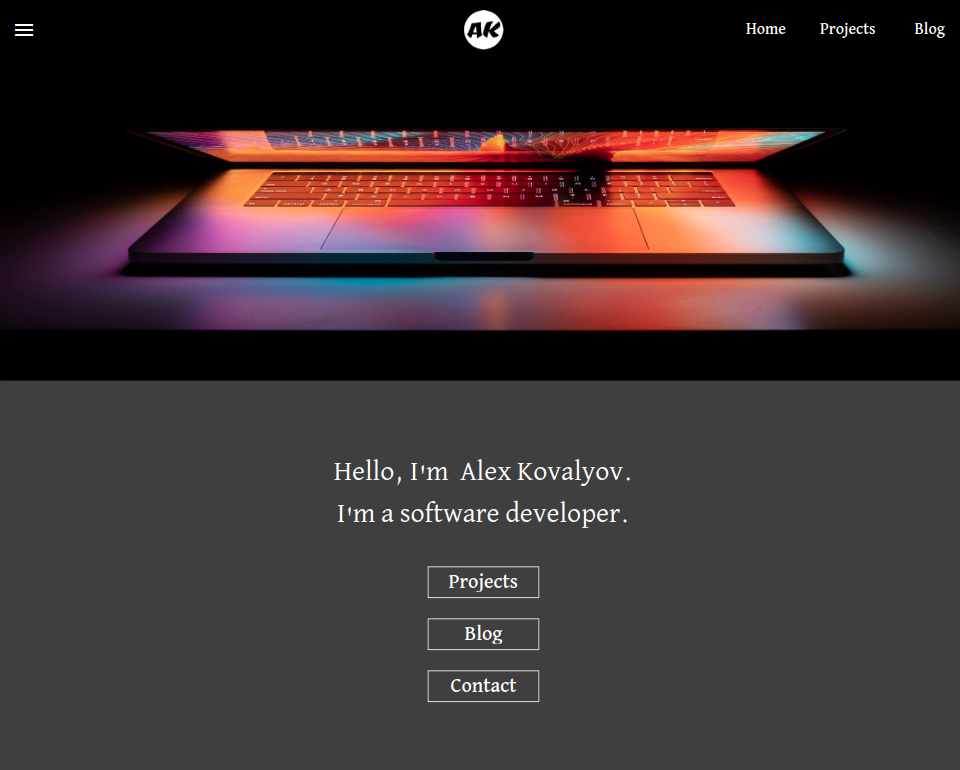 AK
Home Projects Blog
Hello, I'm Alex Kovalyov.
I'm a software developer.
Projects
Blog
Contact